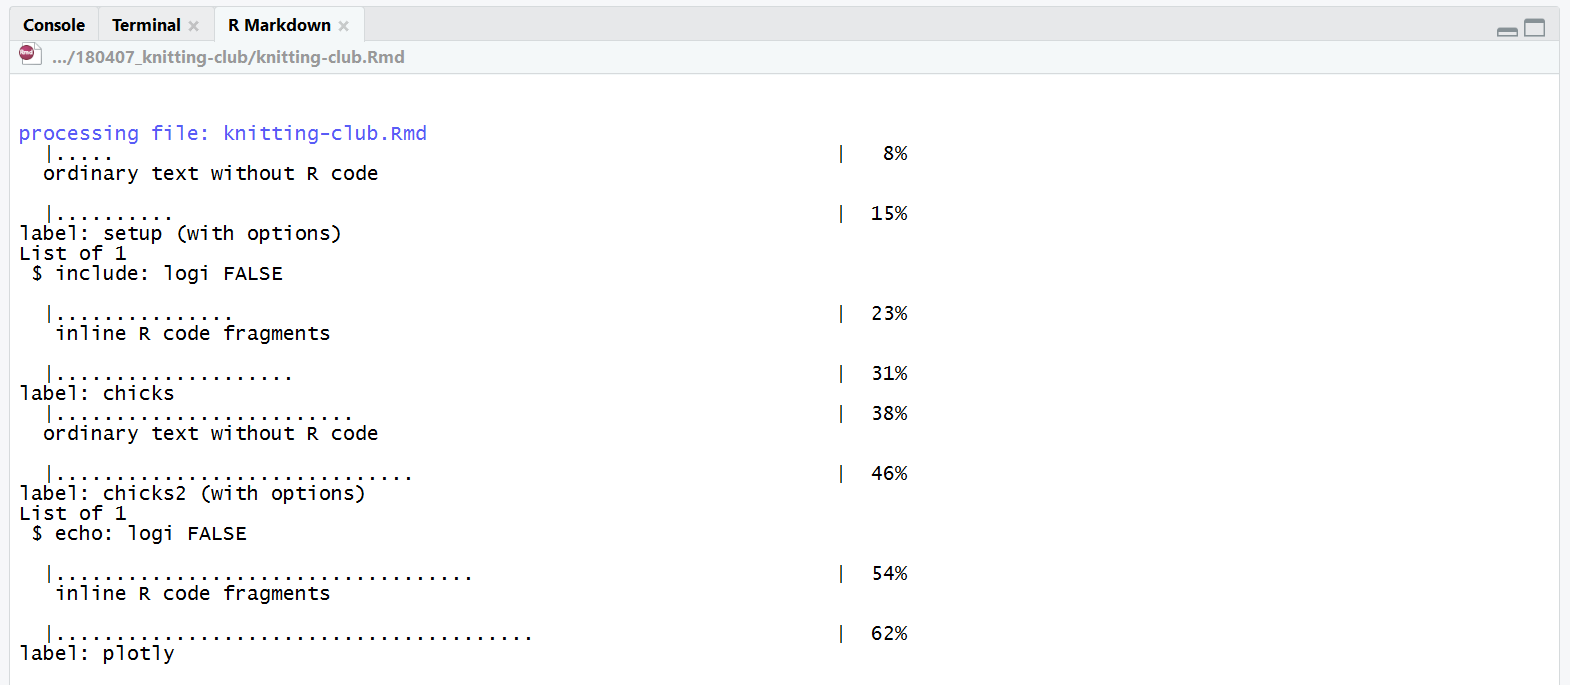 Console Terminal × R Markdown ×
Rmd .../180407_knitting-club/knitting-club.Rmd
processing file: knitting-club.Rmd
|..... | 8%
ordinary text without R code
|.......... | 15%
label: setup (with options)
List of 1
$ include: logi FALSE
|............... | 23%
inline R code fragments
|.................... | 31%
label: chicks
|......................... | 38%
ordinary text without R code
|.............................. | 46%
label: chicks2 (with options)
List of 1
$ echo: logi FALSE
|................................... | 54%
inline R code fragments
|........................................ | 62%
label: plotly